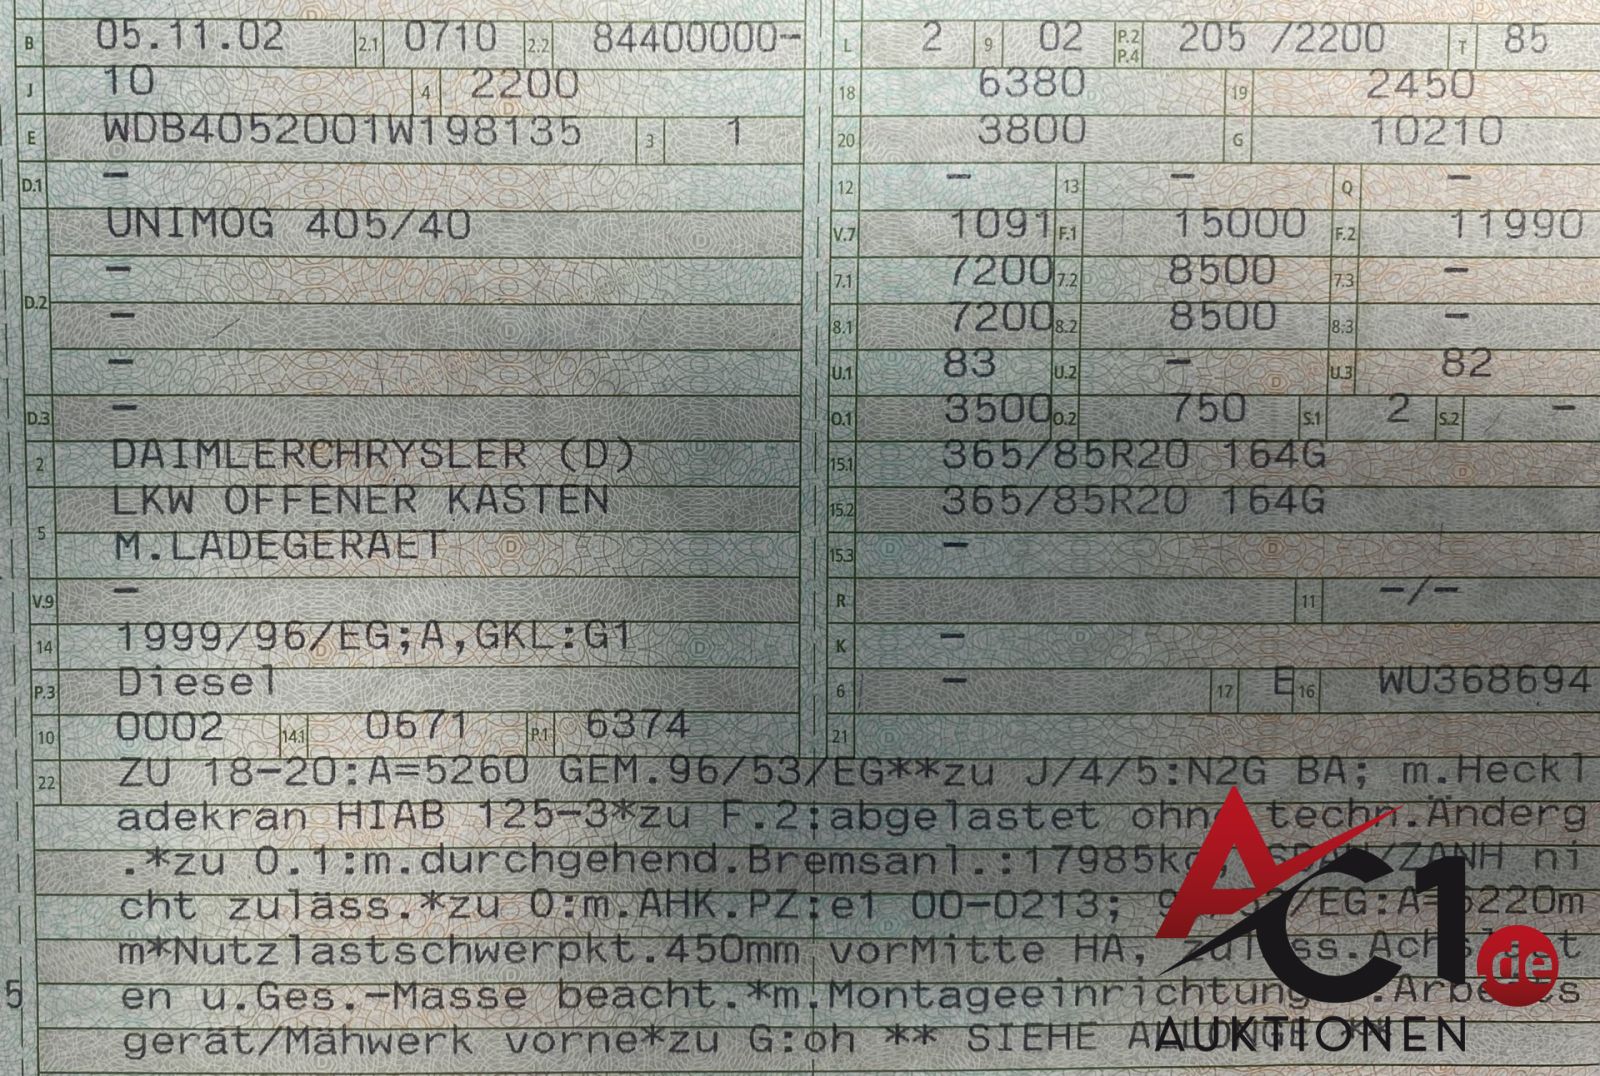 B 05.11.02 2.1 0710 2.2 84400000-
J 10 4 2200
E WDB4052001W198135 3 1
D.1 -
UNIMOG 405/40
-
D.2 -
-
D.3 -
2 DAIMLERCHRYSLER (D)
LKW OFFENER KASTEN
5 M.LADEGERAET
V.9 -
14 1999/96/EG;A,GKL:G1
P.3 Diesel
10 0002 14.1 0671 P.1 6374
L 2 9 02 P.2 P.4 205 /2200 T 85
18 6380 19 2450
20 3800 G 10210
12 - 13 - Q -
V.7 1091 F.1 15000 F.2 11990
7.1 7200 7.2 8500 7.3 -
8.1 7200 8.2 8500 8.3 -
U.1 83 U.2 - U.3 82
O.1 3500 O.2 750 S.1 2 S.2 -
15.1 365/85R20 164G
15.2 365/85R20 164G
15.3 -
R 11 -/-
K -
6 - 17 E 16 WU368694
21
22 ZU 18-20:A=5260 GEM.96/53/EG**zu J/4/5:N2G BA; m.Heckl
adekran HIAB 125-3*zu F.2:abgelastet techn.Änderg
.*zu O.1:m.durchgehend.Bremsanl.:17985kg ni
cht zuläss.*zu O:m.AHK.PZ:e1 00-0213; /EG:A=5220m
m*Nutzlastschwerpkt.450mm vorMitte HA,
5 en u.Ges.-Masse beacht.*m.Montageeinrichtung
gerät/Mähwerk vorne*zu G:oh ** SIEHE
AC1.de
AUKTIONEN